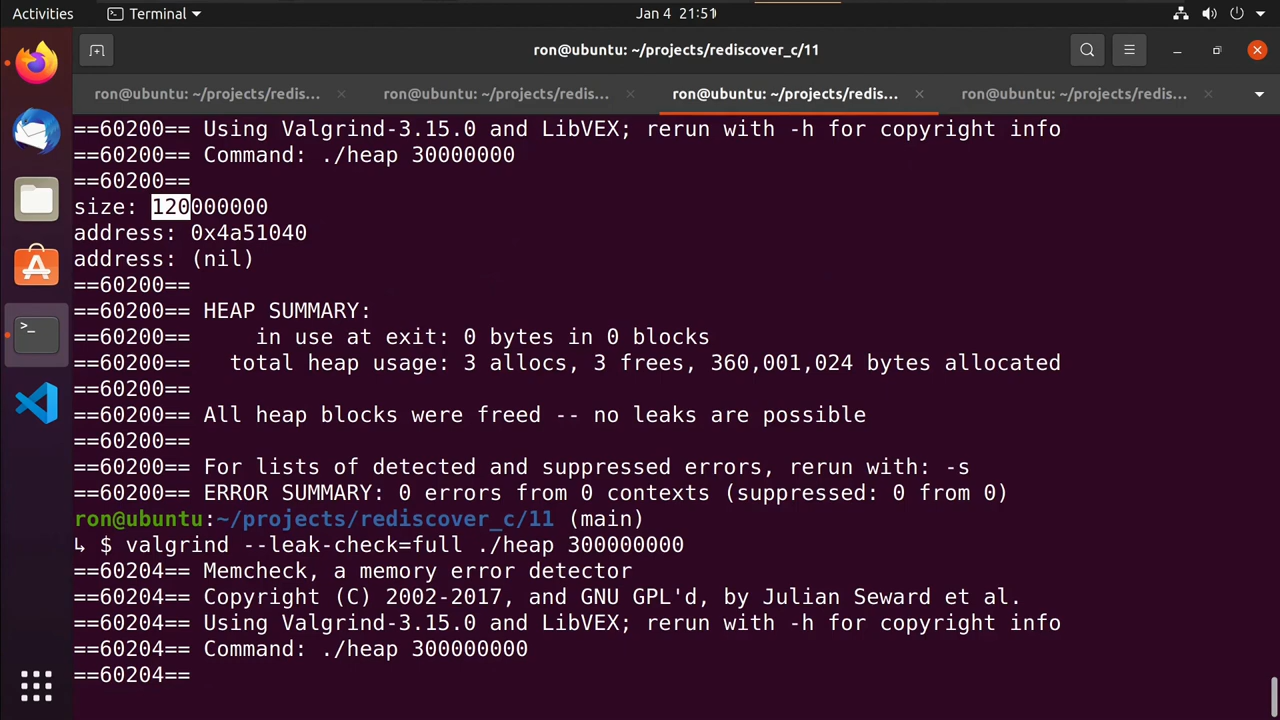 Activities
Terminal
Jan 4 21:51
ron@ubuntu: ~/projects/rediscover_c/11
ron@ubuntu: ~/projects/redis...
ron@ubuntu: ~/projects/redis...
ron@ubuntu: ~/projects/redis...
ron@ubuntu: ~/projects/redis...
==60200== Using Valgrind-3.15.0 and LibVEX; rerun with -h for copyright info
==60200== Command: ./heap 30000000
==60200==
size: 120000000
address: 0x4a51040
address: (nil)
==60200==
==60200== HEAP SUMMARY:
==60200==     in use at exit: 0 bytes in 0 blocks
==60200==   total heap usage: 3 allocs, 3 frees, 360,001,024 bytes allocated
==60200==
==60200== All heap blocks were freed -- no leaks are possible
==60200==
==60200== For lists of detected and suppressed errors, rerun with: -s
==60200== ERROR SUMMARY: 0 errors from 0 contexts (suppressed: 0 from 0)
ron@ubuntu:~/projects/rediscover_c/11 (main)
↳ $ valgrind --leak-check=full ./heap 300000000
==60204== Memcheck, a memory error detector
==60204== Copyright (C) 2002-2017, and GNU GPL'd, by Julian Seward et al.
==60204== Using Valgrind-3.15.0 and LibVEX; rerun with -h for copyright info
==60204== Command: ./heap 300000000
==60204==